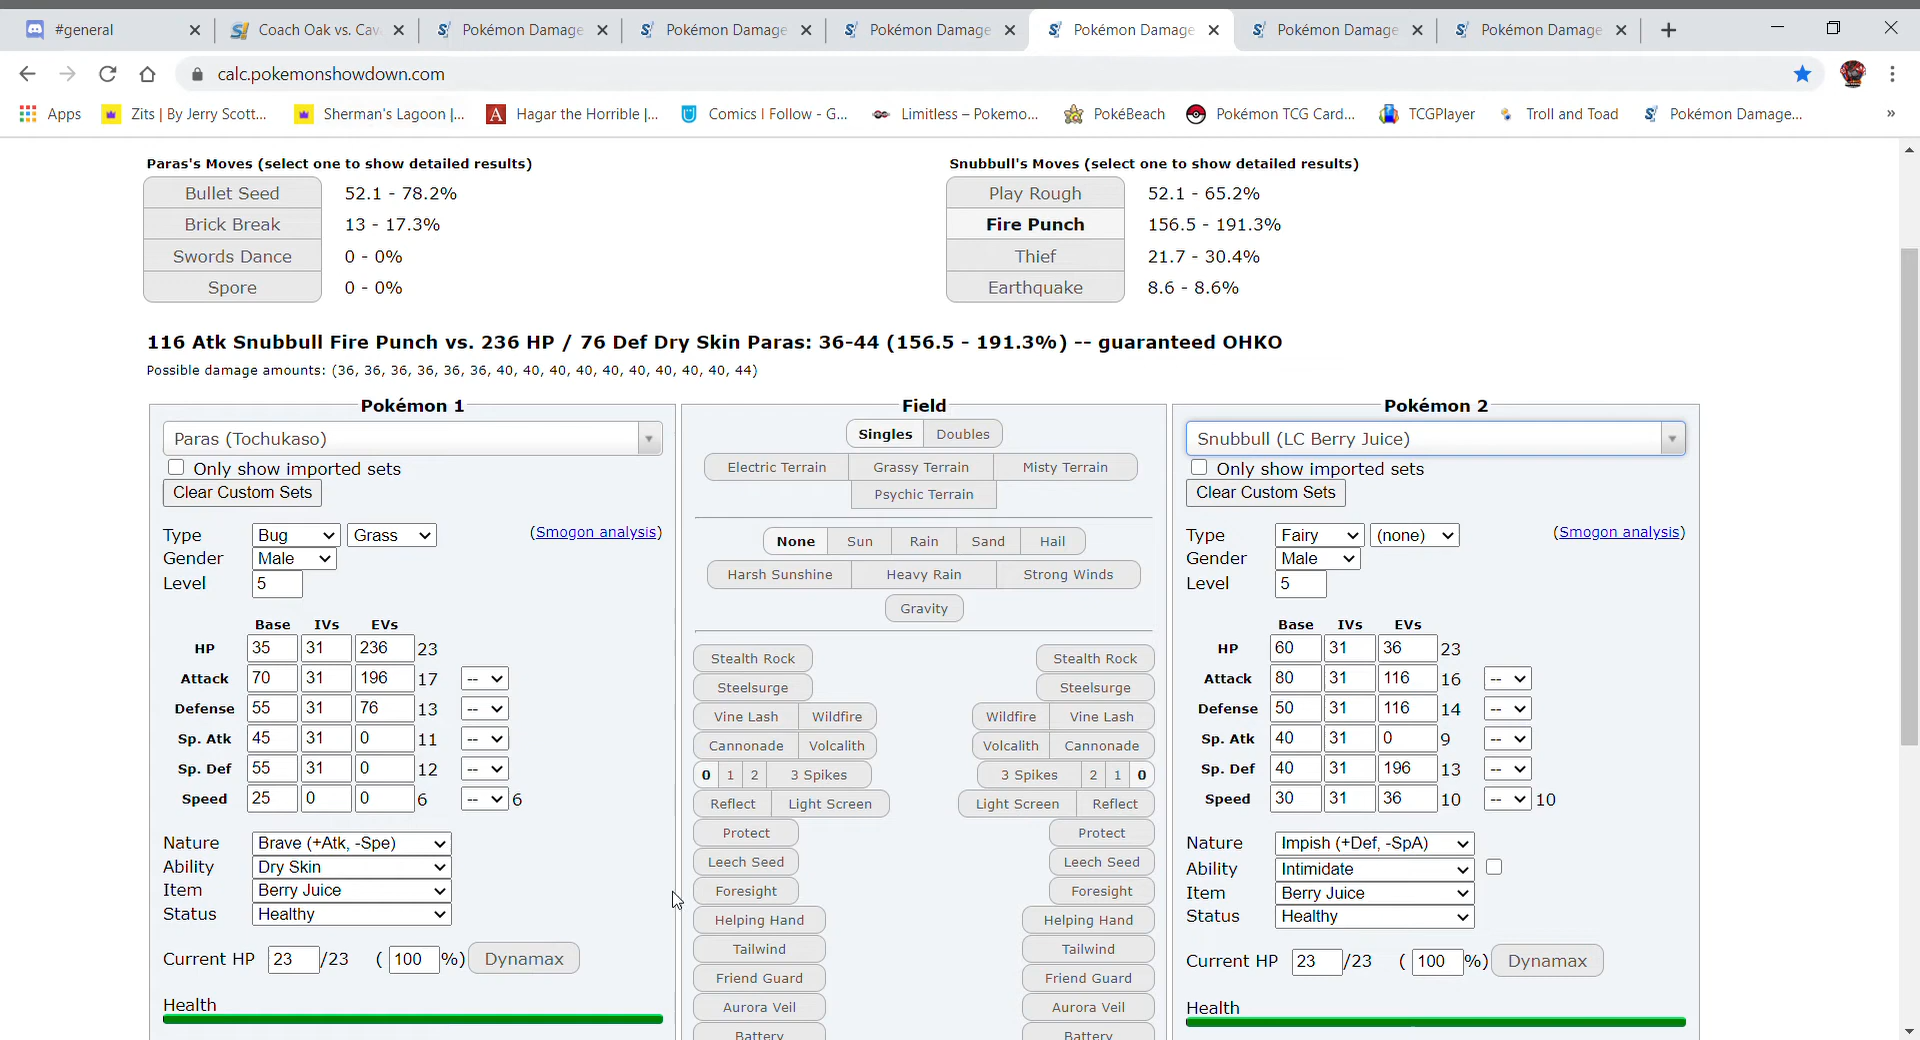 #general
Coach Oak vs. Cav
Pokémon Damage
Pokémon Damage
Pokémon Damage
Pokémon Damage
Pokémon Damage
Pokémon Damage
calc.pokemonshowdown.com
Apps
Zits | By Jerry Scott...
Sherman's Lagoon |...
Hagar the Horrible |...
Comics I Follow - G...
Limitless – Pokemo...
PokéBeach
Pokémon TCG Card...
TCGPlayer
Troll and Toad
Pokémon Damage...
»
Paras's Moves (select one to show detailed results)
Bullet Seed 52.1 - 78.2%
Brick Break 13 - 17.3%
Swords Dance 0 - 0%
Spore 0 - 0%
Snubbull's Moves (select one to show detailed results)
Play Rough 52.1 - 65.2%
Fire Punch 156.5 - 191.3%
Thief 21.7 - 30.4%
Earthquake 8.6 - 8.6%
116 Atk Snubbull Fire Punch vs. 236 HP / 76 Def Dry Skin Paras: 36-44 (156.5 - 191.3%) -- guaranteed OHKO
Possible damage amounts: (36, 36, 36, 36, 36, 36, 40, 40, 40, 40, 40, 40, 40, 40, 40, 44)
Pokémon 1
Paras (Tochukaso)
Only show imported sets
Clear Custom Sets
Type Bug Grass (Smogon analysis)
Gender Male
Level 5
Base IVs EVs
HP 35 31 236 23
Attack 70 31 196 17 --
Defense 55 31 76 13 --
Sp. Atk 45 31 0 11 --
Sp. Def 55 31 0 12 --
Speed 25 0 0 6 -- 6
Nature Brave (+Atk, -Spe)
Ability Dry Skin
Item Berry Juice
Status Healthy
Current HP 23 /23 ( 100 %) Dynamax
Health
Field
Singles Doubles
Electric Terrain Grassy Terrain Misty Terrain
Psychic Terrain
None Sun Rain Sand Hail
Harsh Sunshine Heavy Rain Strong Winds
Gravity
Stealth Rock Stealth Rock
Steelsurge Steelsurge
Vine Lash Wildfire Wildfire Vine Lash
Cannonade Volcalith Volcalith Cannonade
0 1 2 3 Spikes 3 Spikes 2 1 0
Reflect Light Screen Light Screen Reflect
Protect Protect
Leech Seed Leech Seed
Foresight Foresight
Helping Hand Helping Hand
Tailwind Tailwind
Friend Guard Friend Guard
Aurora Veil Aurora Veil
Battery Battery
Pokémon 2
Snubbull (LC Berry Juice)
Only show imported sets
Clear Custom Sets
Type Fairy (none) (Smogon analysis)
Gender Male
Level 5
Base IVs EVs
HP 60 31 36 23
Attack 80 31 116 16 --
Defense 50 31 116 14 --
Sp. Atk 40 31 0 9 --
Sp. Def 40 31 196 13 --
Speed 30 31 36 10 -- 10
Nature Impish (+Def, -SpA)
Ability Intimidate
Item Berry Juice
Status Healthy
Current HP 23 /23 ( 100 %) Dynamax
Health